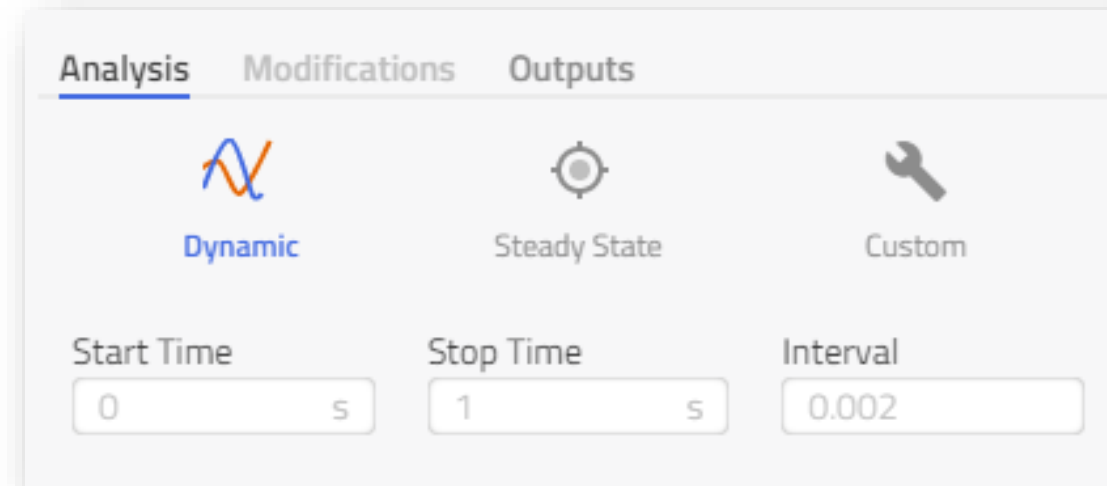 Analysis Modifications Outputs
Dynamic Steady State Custom
Start Time Stop Time Interval
0 s 1 s 0.002